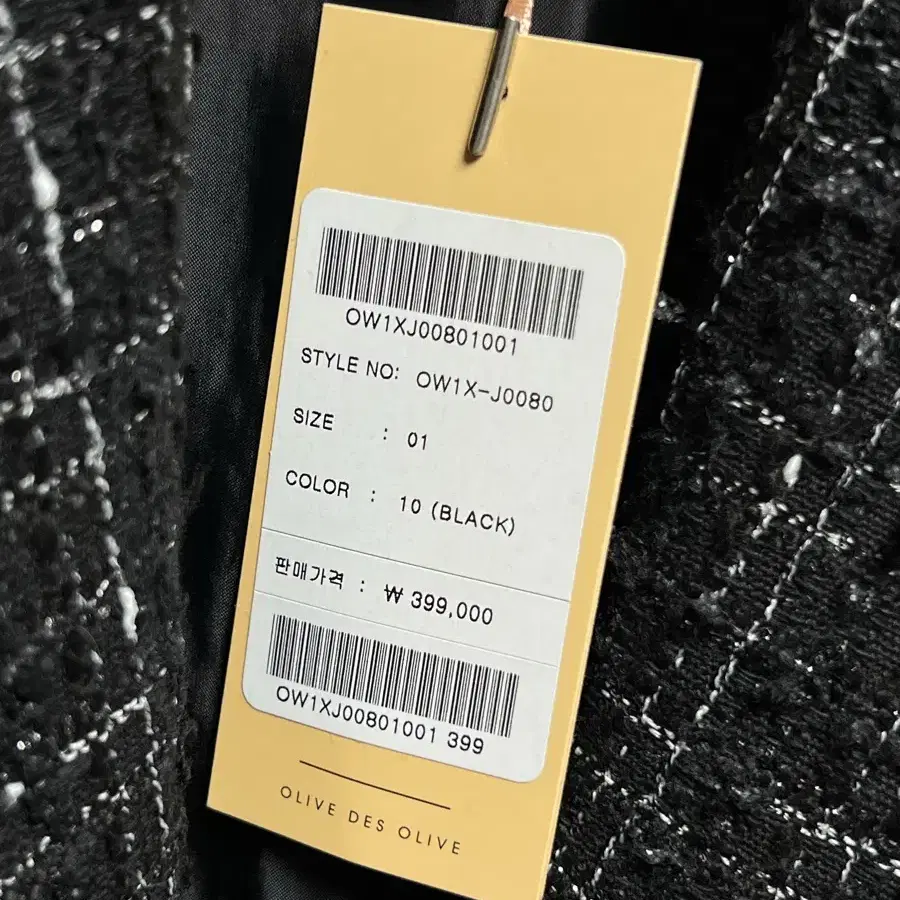 OW1XJ00801001
STYLE NO: OW1X-J0080
SIZE : 01
COLOR : 10 (BLACK)
판매가격 : ₩ 399,000
OW1XJ00801001 399
OLIVE DES OLIVE